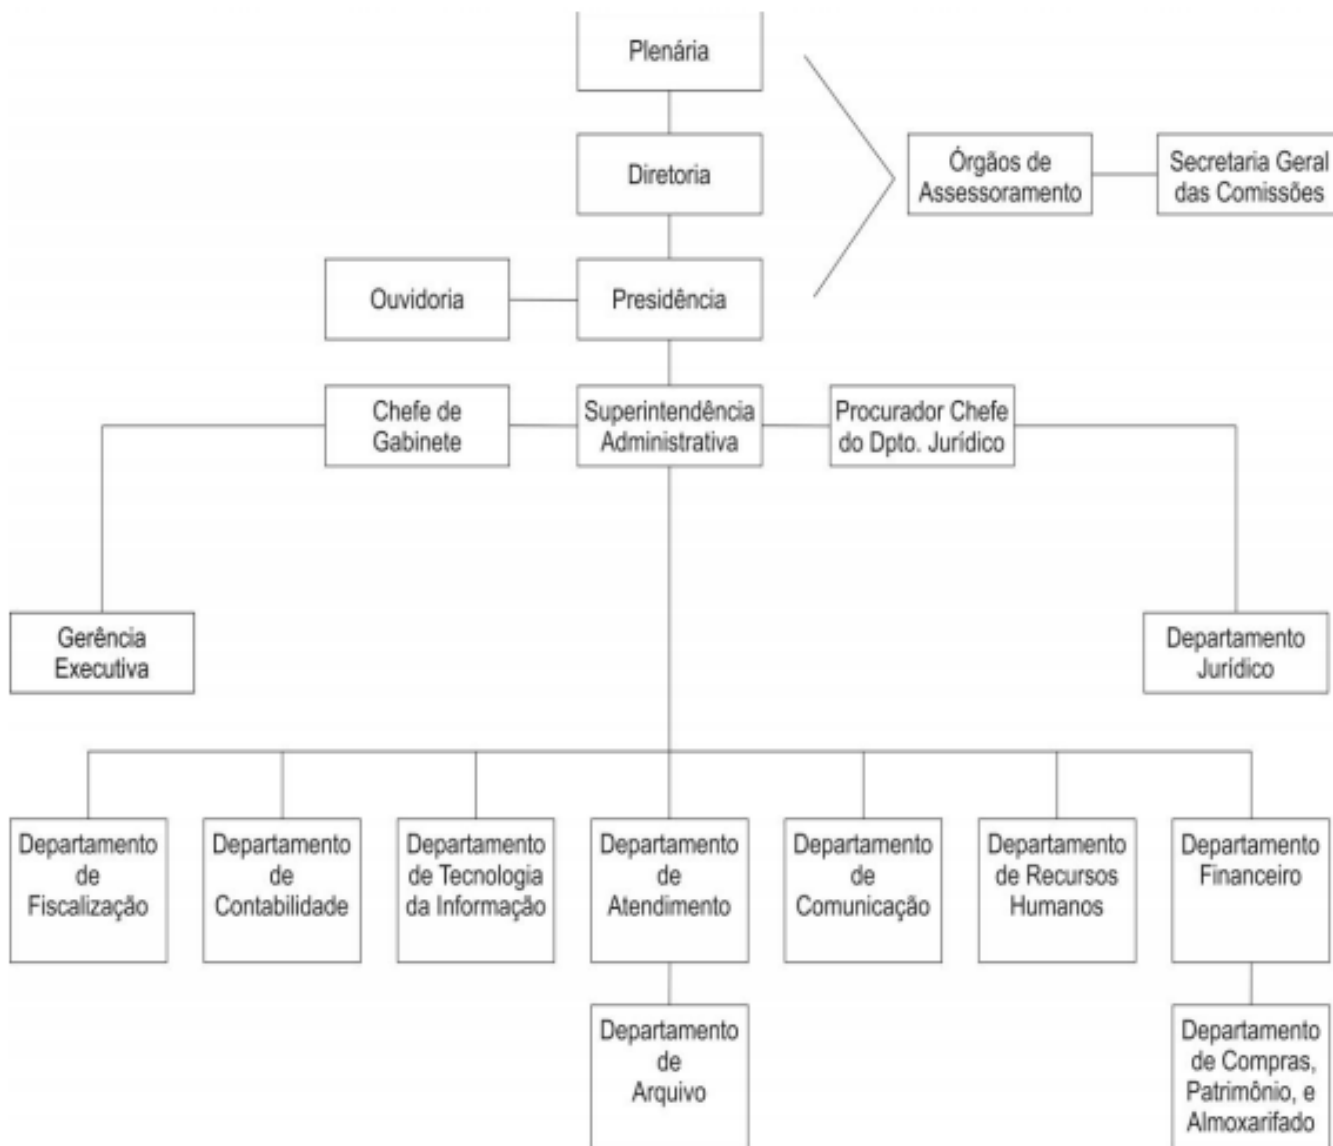 Plenária
Diretoria
Órgãos de
Assessoramento
Secretaria Geral
das Comissões
Ouvidoria
Presidência
Chefe de
Gabinete
Superintendência
Administrativa
Procurador Chefe
do Dpto. Jurídico
Gerência
Executiva
Departamento
Jurídico
Departamento
de
Fiscalização
Departamento
de
Contabilidade
Departamento
de Tecnologia
da Informação
Departamento
de
Atendimento
Departamento
de
Comunicação
Departamento
de Recursos
Humanos
Departamento
Financeiro
Departamento
de
Arquivo
Departamento
de Compras,
Patrimônio, e
Almoxarifado